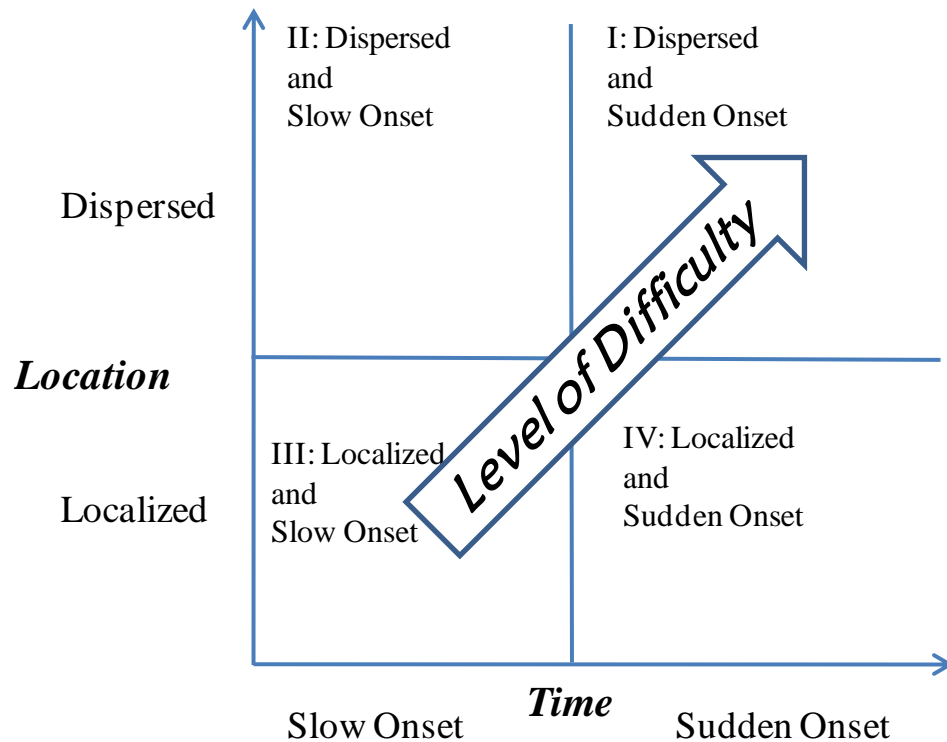 II: Dispersed
and
Slow Onset
I: Dispersed
and
Sudden Onset
Dispersed
Level of Difficulty
Location
III: Localized
and
Slow Onset
IV: Localized
and
Sudden Onset
Localized
Time
Slow Onset
Sudden Onset